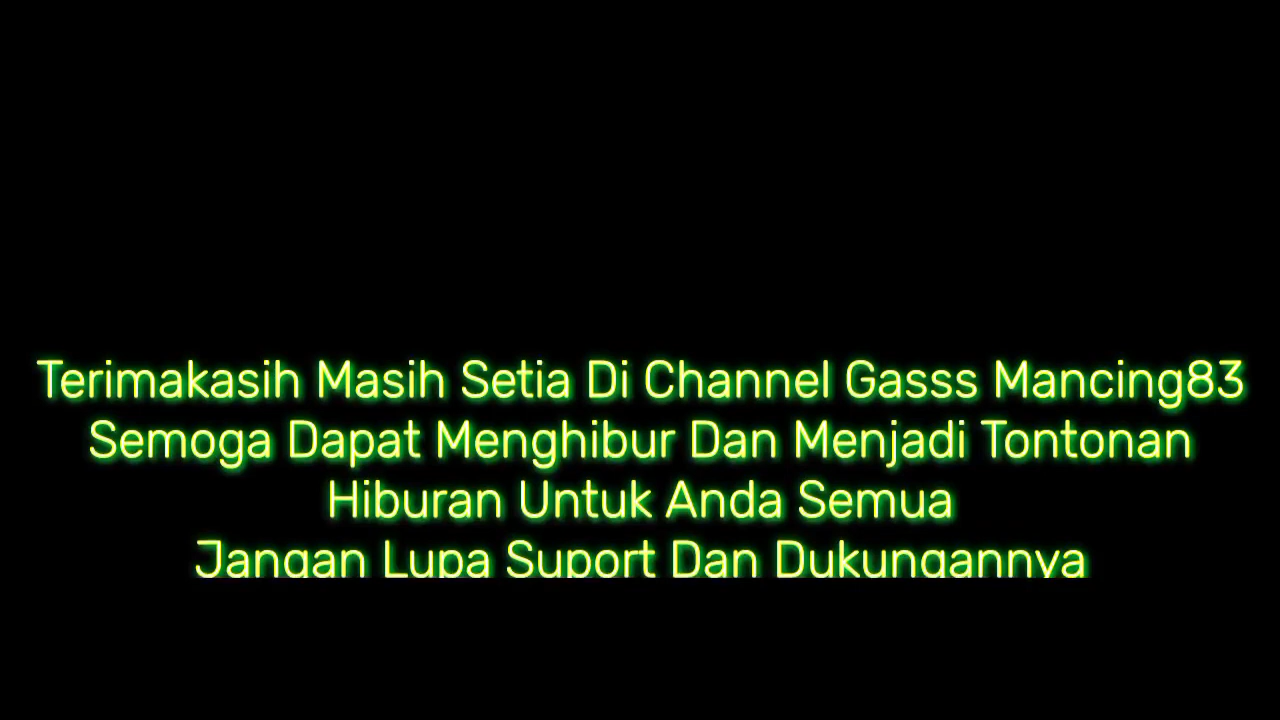 Terimakasih Masih Setia Di Channel Gasss Mancing83
Semoga Dapat Menghibur Dan Menjadi Tontonan
Hiburan Untuk Anda Semua
Jangan Lupa Suport Dan Dukungannya